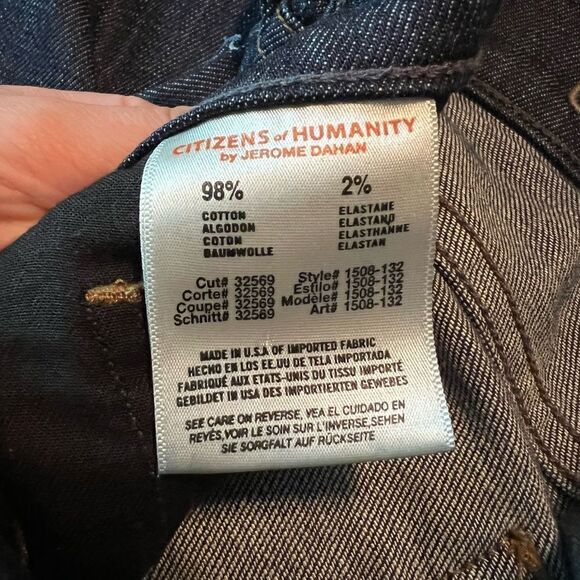 CITIZENS of HUMANITY
by JEROME DAHAN
98% 2%
COTTON ELASTANE
ALGODON ELASTAND
COTON ELASTHANNE
BAUMWOLLE ELASTAN
Cut# 32569 Style# 1508-132
Corte# 32569 Estilo# 1508-132
Coupe# 32569 Modèle# 1508-132
Schnitt# 32569 Art# 1508-132
MADE IN U.S.A OF IMPORTED FABRIC
HECHO EN LOS EE.UU DE TELA IMPORTADA
FABRIQUÉ AUX ETATS-UNIS DU TISSU IMPORTÉ
GEBILDET IN USA DES IMPORTIERTEN GEWEBES
SEE CARE ON REVERSE, VEA EL CUIDADO EN
REVÉS, VOIR LE SOIN SUR L'INVERSE, SEHEN
SIE SORGFALT AUF RÜCKSEITE